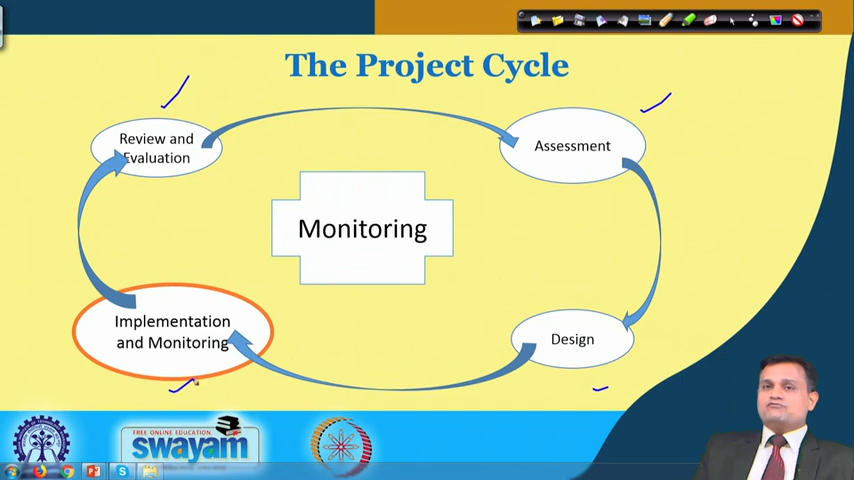 The Project Cycle
Review and
Evaluation
Assessment
Monitoring
Implementation
and Monitoring
Design
FREE ONLINE EDUCATION
swayam